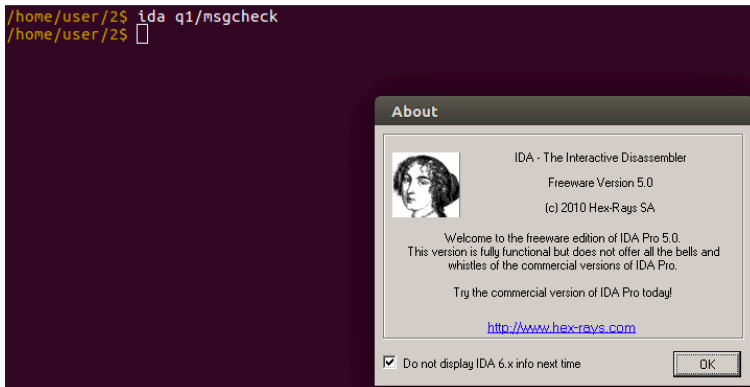 /home/user/2$ ida q1/msgcheck
/home/user/2$
About
IDA - The Interactive Disassembler
Freeware Version 5.0
(c) 2010 Hex-Rays SA
Welcome to the freeware edition of IDA Pro 5.0.
This version is fully functional but does not offer all the bells and
whistles of the commercial versions of IDA Pro.
Try the commercial version of IDA Pro today!
http://www.hex-rays.com
Do not display IDA 6.x info next time
OK